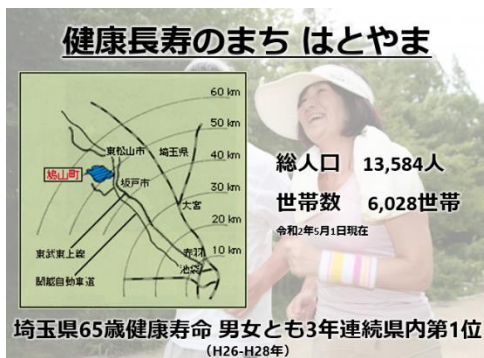 健康長寿のまち はとやま
60 km
50 km
東松山市
埼玉県
40 km
鳩山町
坂戸市
30 km
大宮
20 km
東武東上線
赤羽
10 km
池袋
関越自動車道
総人口 13,584人
世帯数 6,028世帯
令和2年5月1日現在
埼玉県65歳健康寿命 男女とも3年連続県内第1位
（H26-H28年）